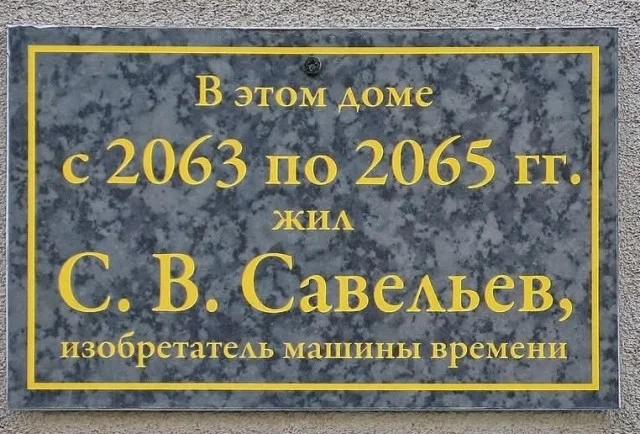 В этом доме
с 2063 по 2065 гг.
жил
С. В. Савельев,
изобретатель машины времени